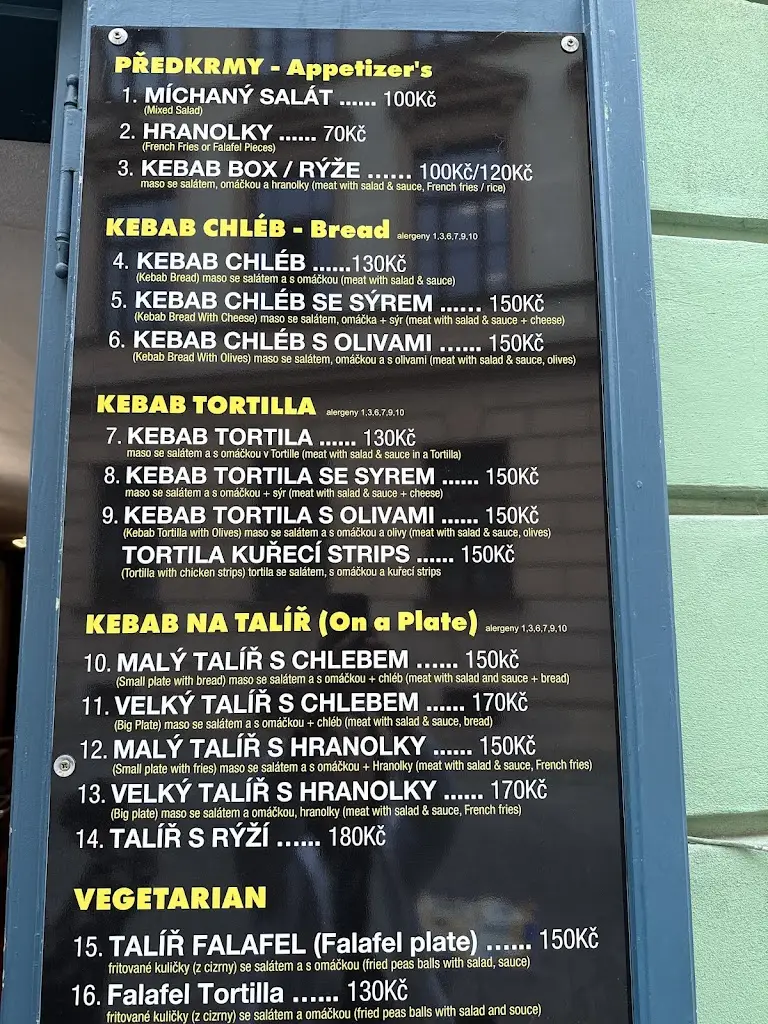 PŘEDKRMY - Appetizer's
1. MÍCHANÝ SALÁT ...... 100Kč
(Mixed Salad)
2. HRANOLKY ...... 70Kč
(French Fries or Falafel Pieces)
3. KEBAB BOX / RÝŽE ...... 100Kč/120Kč
maso se salátem, omáčkou a hranolky (meat with salad & sauce, French fries / rice)
KEBAB CHLÉB - Bread alergeny 1,3,6,7,9,10
4. KEBAB CHLÉB ......130Kč
(Kebab Bread) maso se salátem a s omáčkou (meat with salad & sauce)
5. KEBAB CHLÉB SE SÝREM ...... 150Kč
(Kebab Bread With Cheese) maso se salátem, omáčka + sýr (meat with salad & sauce + cheese)
6. KEBAB CHLÉB S OLIVAMI ...... 150Kč
(Kebab Bread With Olives) maso se salátem, omáčkou a s olivami (meat with salad & sauce, olives)
KEBAB TORTILLA alergeny 1,3,6,7,9,10
7. KEBAB TORTILA ...... 130Kč
maso se salátem a s omáčkou v Tortille (meat with salad & sauce in a Tortilla)
8. KEBAB TORTILA SE SYREM ...... 150Kč
maso se salátem a s omáčkou + sýr (meat with salad & sauce + cheese)
9. KEBAB TORTILA S OLIVAMI ...... 150Kč
(Kebab Tortilla with Olives) maso se salátem a s omáčkou a olivy (meat with salad & sauce, olives)
TORTILA KUŘECÍ STRIPS ...... 150Kč
(Tortilla with chicken strips) tortila se salátem, s omáčkou a kuřecí strips
KEBAB NA TALÍŘ (On a Plate) alergeny 1,3,6,7,9,10
10. MALÝ TALÍŘ S CHLEBEM ...... 150kč
(Small plate with bread) maso se salátem a s omáčkou + chléb (meat with salad and sauce + bread)
11. VELKÝ TALÍŘ S CHLEBEM ...... 170Kč
(Big Plate) maso se salátem a s omáčkou + chléb (meat with salad & sauce, bread)
12. MALÝ TALÍŘ S HRANOLKY ...... 150Kč
(Small plate with fries) maso se salátem a s omáčkou + Hranolky (meat with salad & sauce, French fries)
13. VELKÝ TALÍŘ S HRANOLKY ...... 170Kč
(Big plate) maso se salátem a omáčkou, hranolky (meat with salad & sauce, French fries)
14. TALÍŘ S RÝŽÍ ...... 180Kč
VEGETARIAN
15. TALÍŘ FALAFEL (Falafel plate) ...... 150Kč
fritované kuličky (z cizrny) se salátem a s omáčkou (fried peas balls with salad, sauce)
16. Falafel Tortilla ...... 130Kč
fritované kuličky (z cizrny) se salátem a omáčkou (fried peas balls with salad and souce)